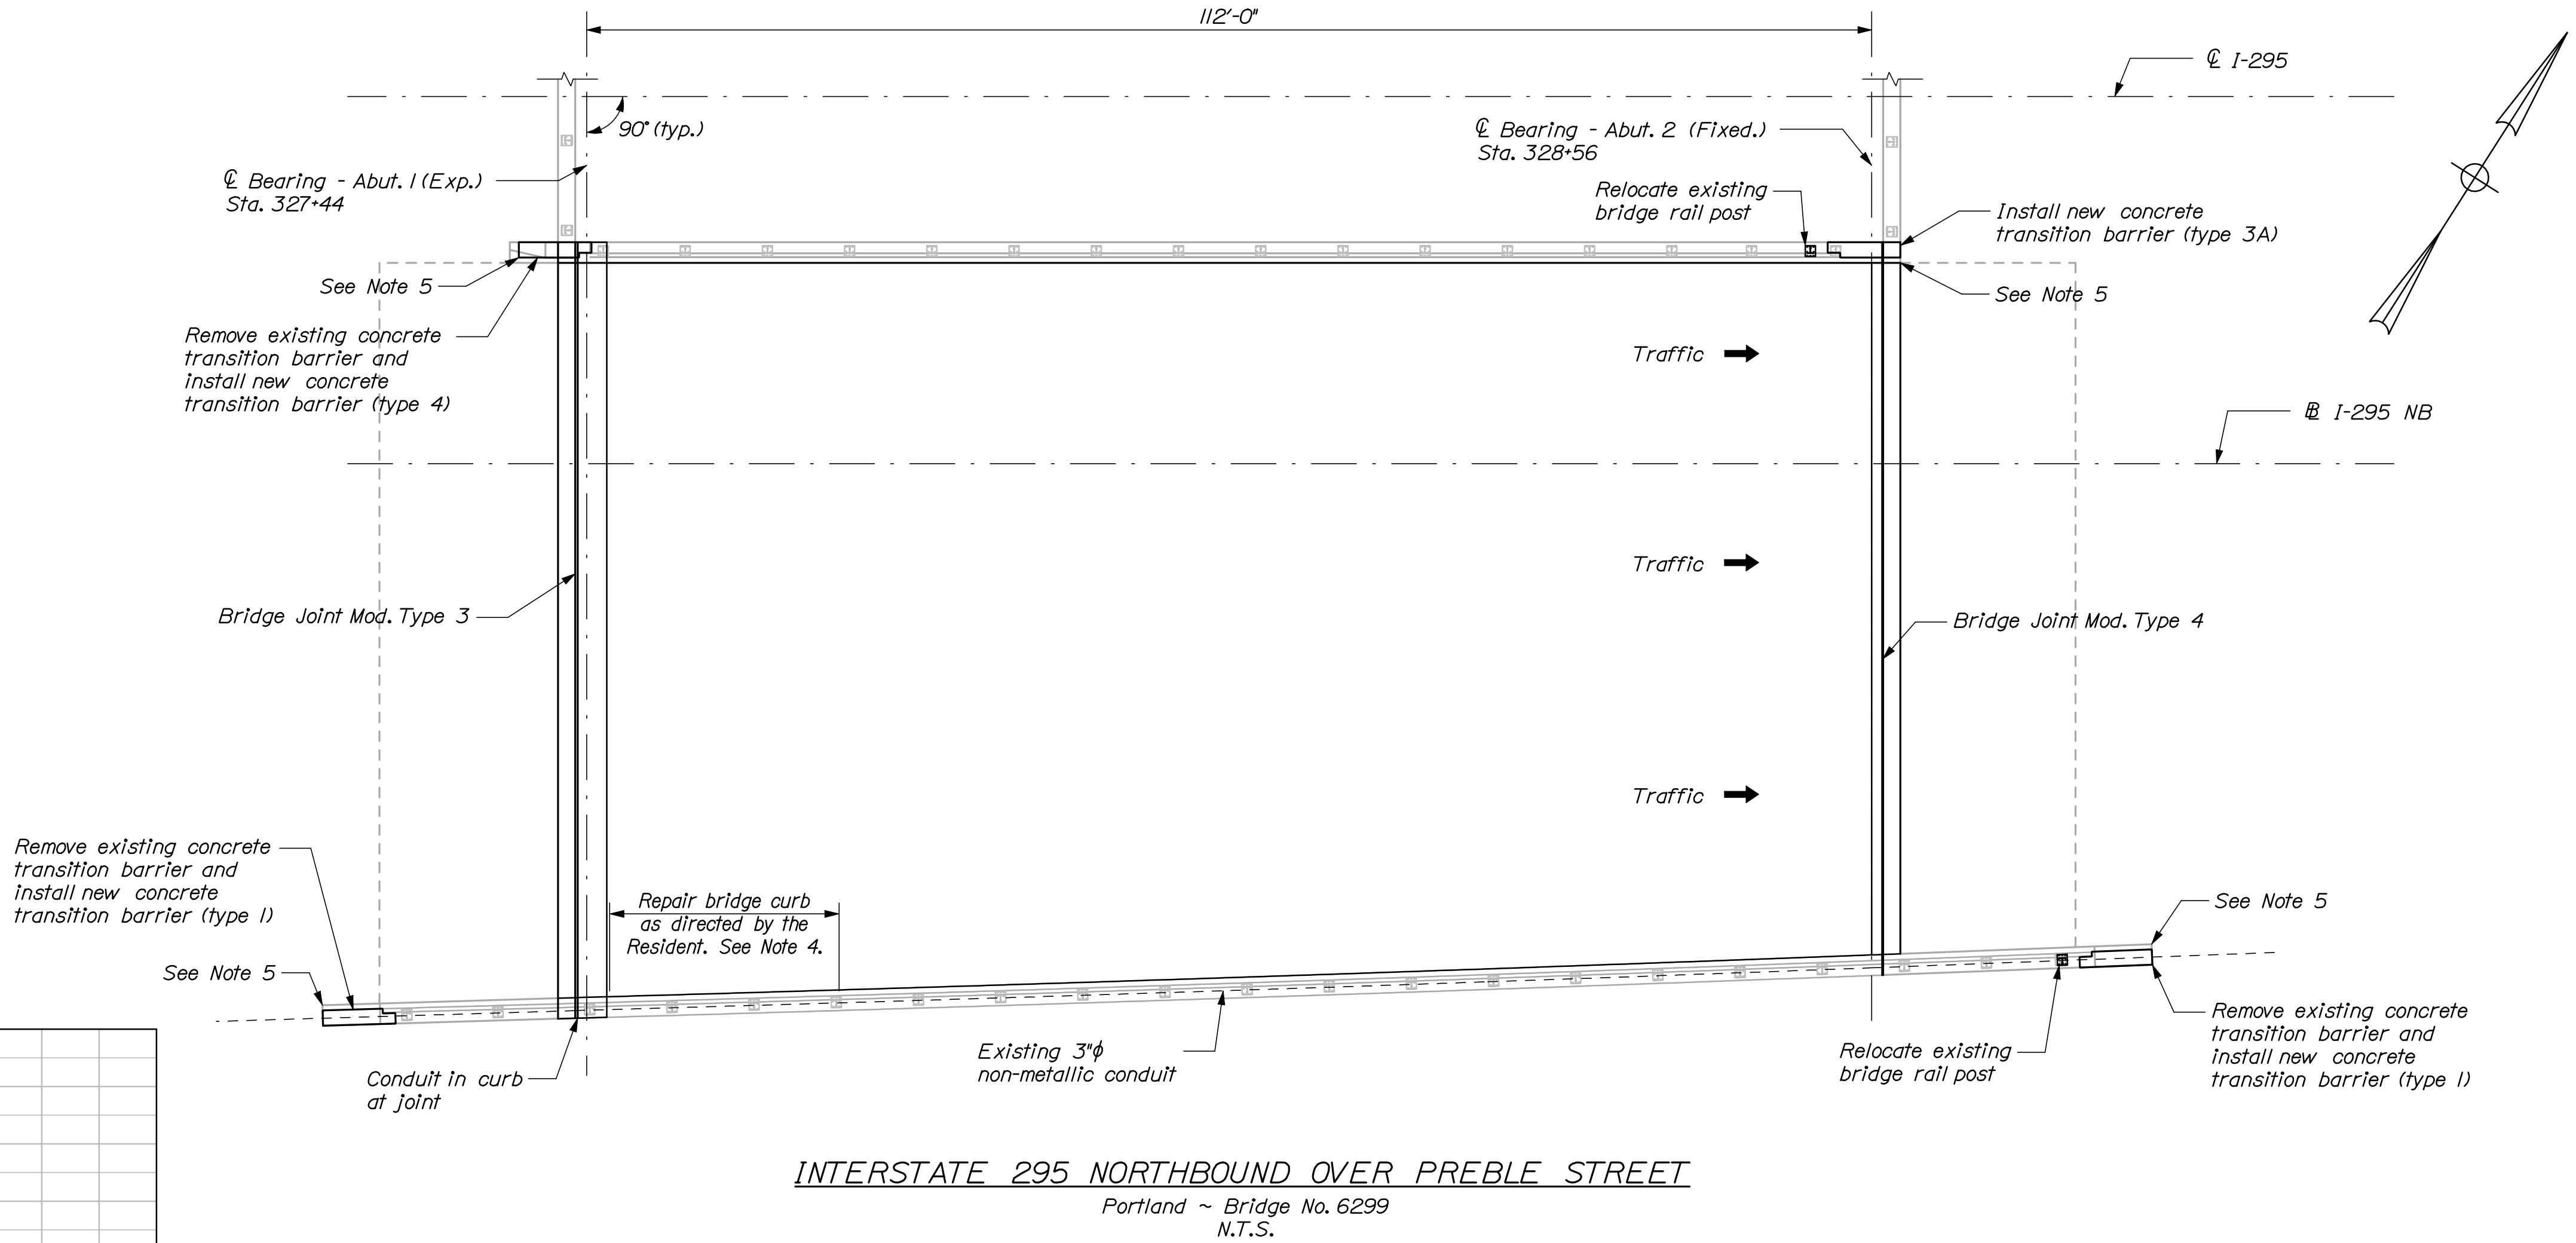 112'-0"
℄ I-295
90° (typ.)
℄ Bearing - Abut. 2 (Fixed.)
Sta. 328+56
℄ Bearing - Abut. 1 (Exp.)
Sta. 327+44
Relocate existing
bridge rail post
Install new concrete
transition barrier (type 3A)
See Note 5
See Note 5
Remove existing concrete
transition barrier and
install new concrete
transition barrier (type 4)
Traffic
BL I-295 NB
Traffic
Bridge Joint Mod. Type 3
Bridge Joint Mod. Type 4
Traffic
Remove existing concrete
transition barrier and
install new concrete
transition barrier (type 1)
Repair bridge curb
as directed by the
Resident. See Note 4.
See Note 5
See Note 5
Existing 3"ϕ
non-metallic conduit
Conduit in curb
at joint
Relocate existing
bridge rail post
Remove existing concrete
transition barrier and
install new concrete
transition barrier (type 1)
INTERSTATE 295 NORTHBOUND OVER PREBLE STREET
Portland ~ Bridge No. 6299
N.T.S.